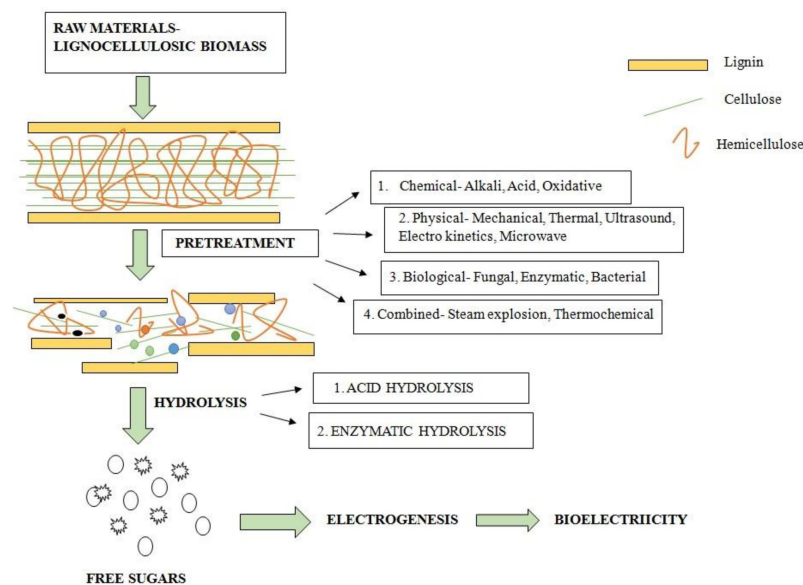 RAW MATERIALS-
LIGNOCELLULOSIC BIOMASS
Lignin
Cellulose
Hemicellulose
1. Chemical- Alkali, Acid, Oxidative
2. Physical- Mechanical, Thermal, Ultrasound,
Electro kinetics, Microwave
PRETREATMENT
3. Biological- Fungal, Enzymatic, Bacterial
4. Combined- Steam explosion, Thermochemical
1. ACID HYDROLYSIS
HYDROLYSIS
2. ENZYMATIC HYDROLYSIS
ELECTROGENESIS
BIOELECTRIICITY
FREE SUGARS